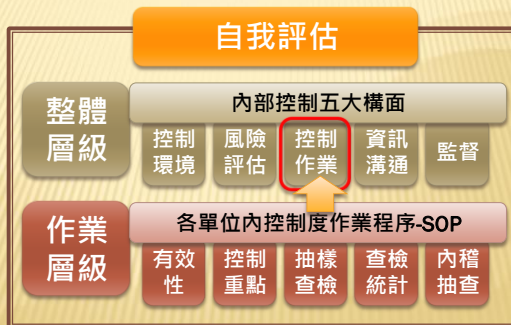 自我評估
整體
層級
內部控制五大構面
控制
環境
風險
評估
控制
作業
資訊
溝通
監督
作業
層級
各單位內控制度作業程序-SOP
有效
性
控制
重點
抽樣
查檢
查檢
統計
內稽
抽查